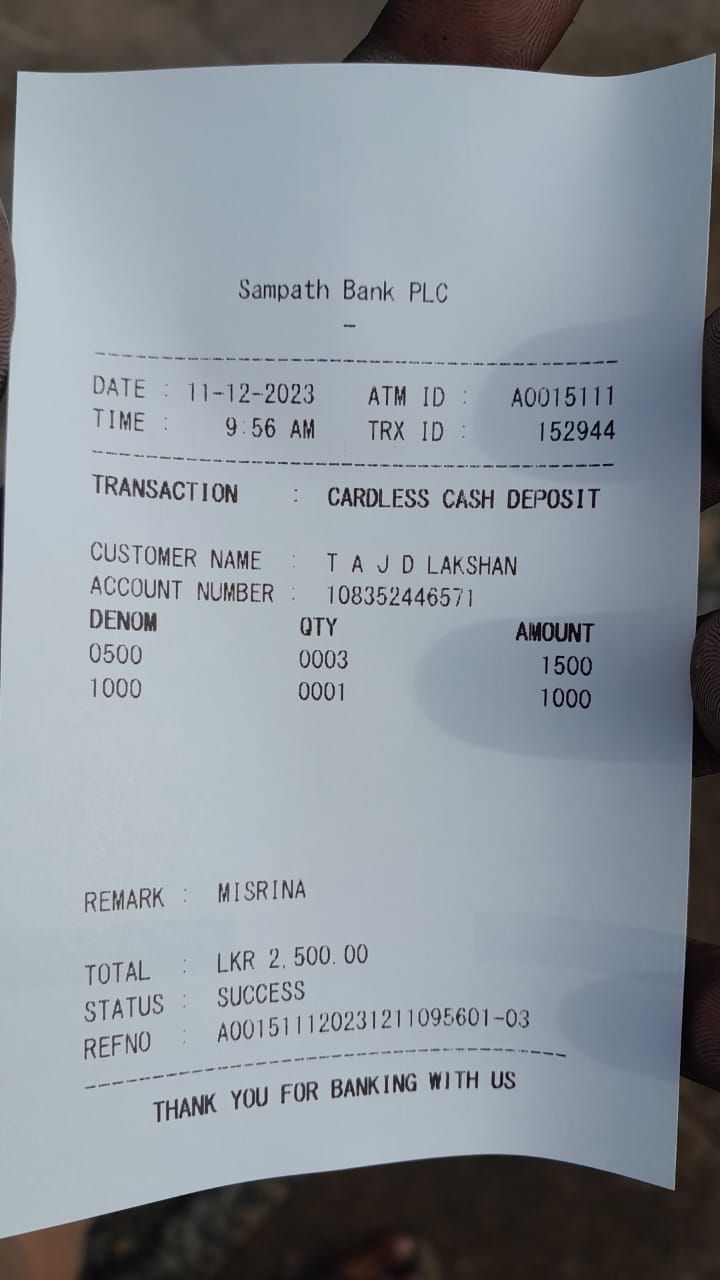 Sampath Bank PLC
-
DATE : 11-12-2023 ATM ID : A0015111
TIME : 9:56 AM TRX ID : 152944
TRANSACTION : CARDLESS CASH DEPOSIT
CUSTOMER NAME : T A J D LAKSHAN
ACCOUNT NUMBER : 108352446571
DENOM QTY AMOUNT
0500 0003 1500
1000 0001 1000
REMARK : MISRINA
TOTAL : LKR 2,500.00
STATUS : SUCCESS
REFNO : A001511120231211095601-03
THANK YOU FOR BANKING WITH US